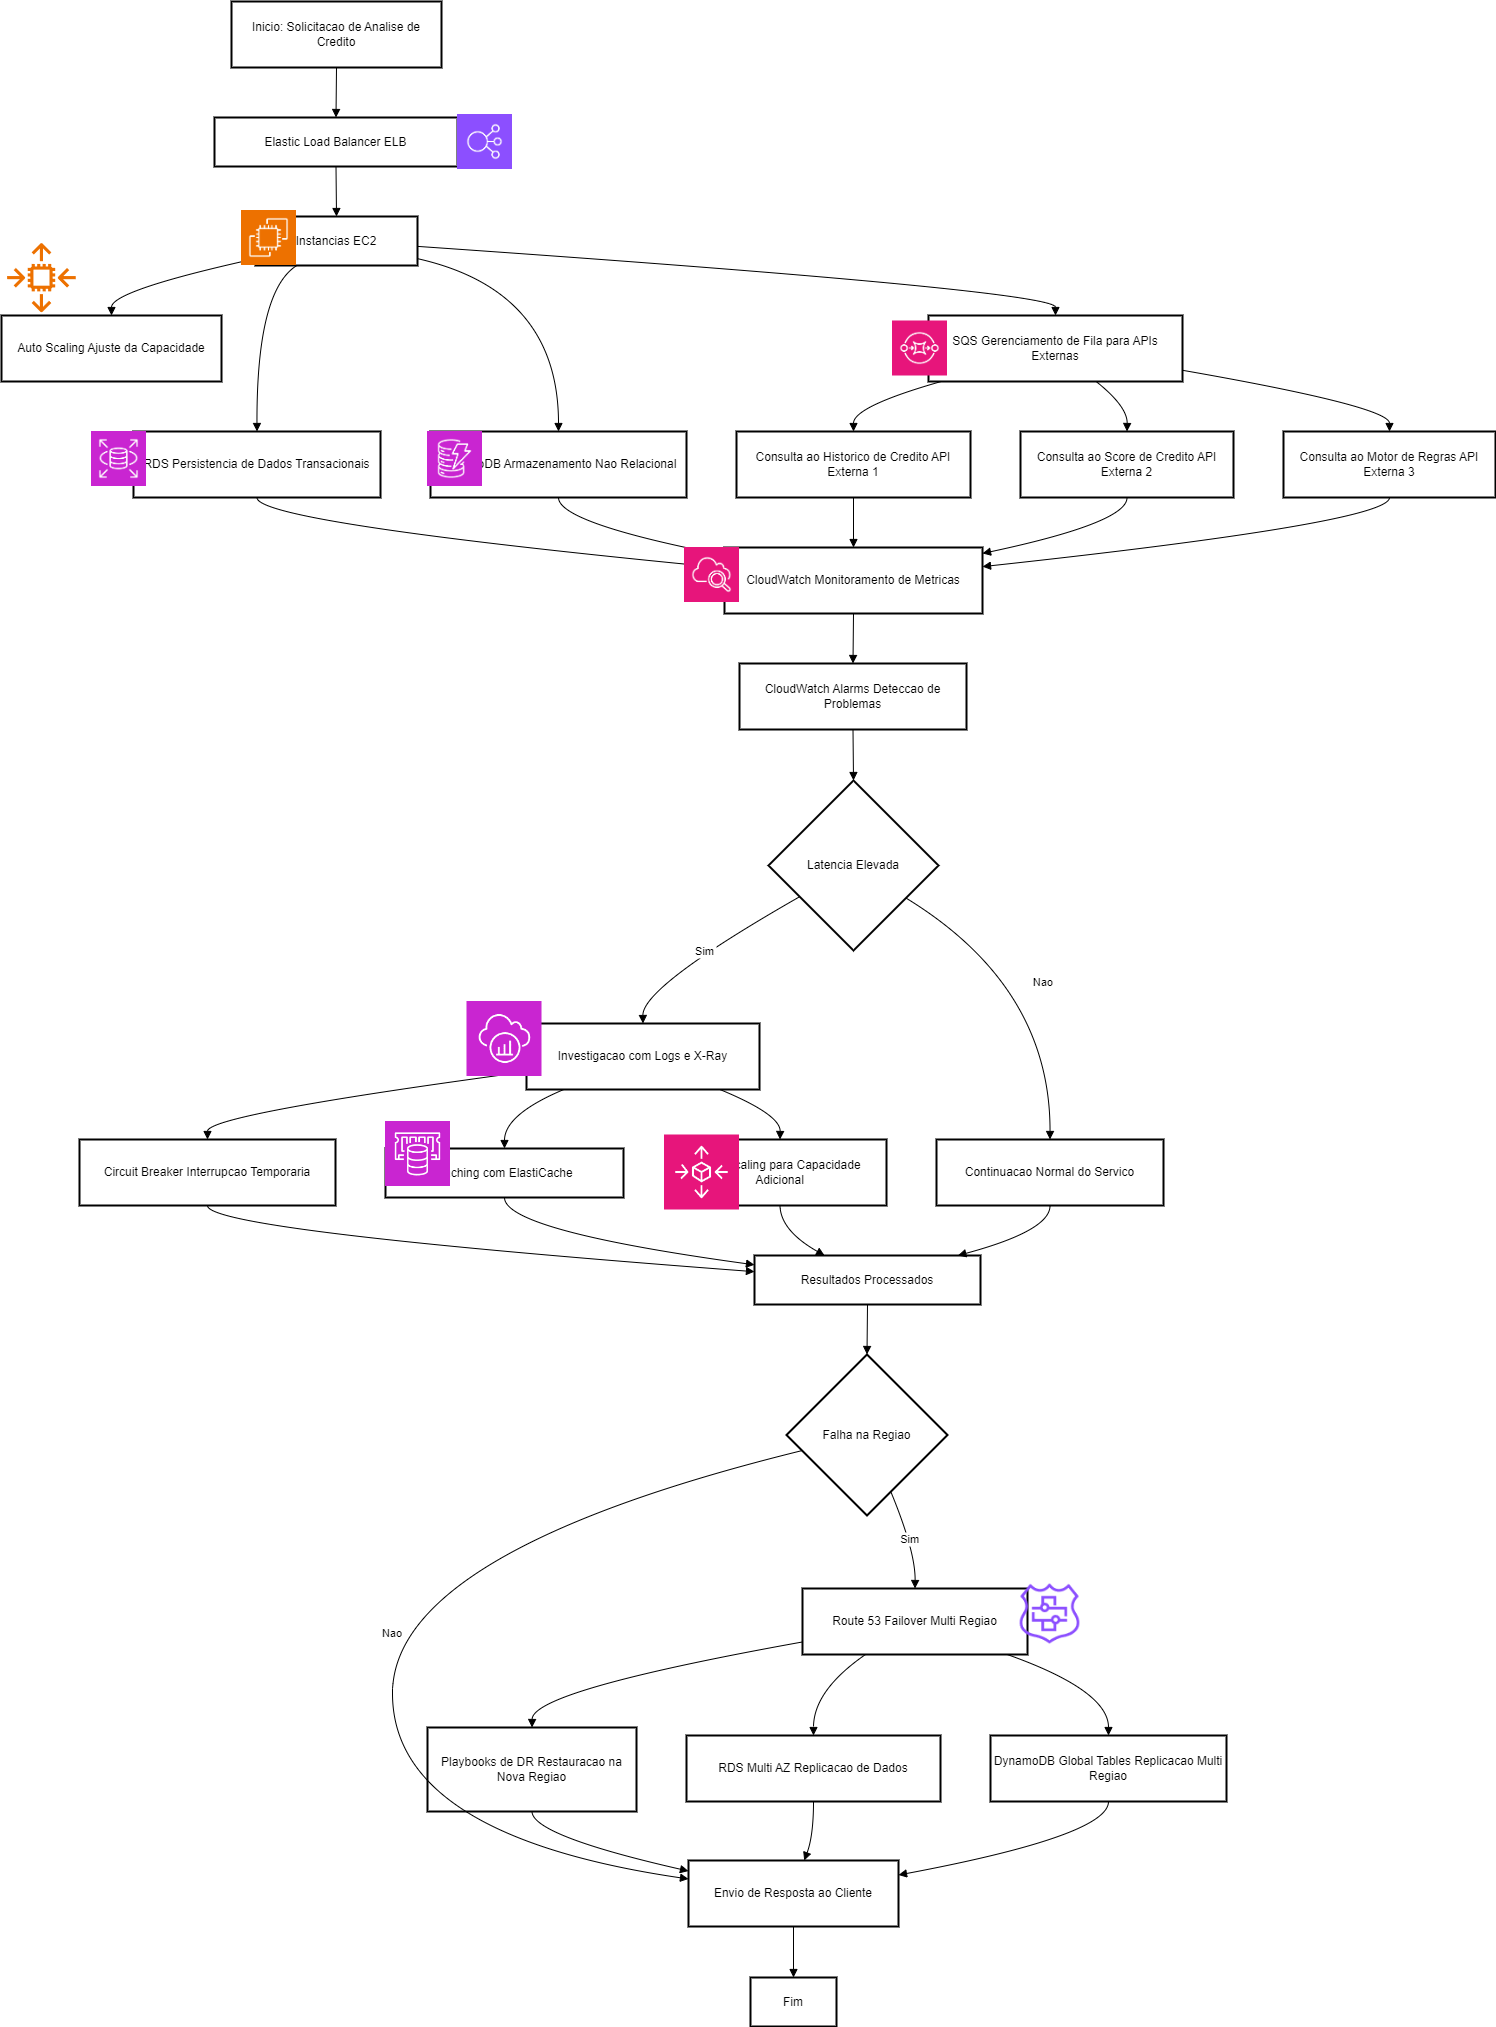 Inicio: Solicitacao de Analise de
Credito
Elastic Load Balancer ELB
Instancias EC2
Auto Scaling Ajuste da Capacidade
SQS Gerenciamento de Fila para APIs
Externas
RDS Persistencia de Dados Transacionais
oDB Armazenamento Nao Relacional
Consulta ao Historico de Credito API
Externa 1
Consulta ao Score de Credito API
Externa 2
Consulta ao Motor de Regras API
Externa 3
CloudWatch Monitoramento de Metricas
CloudWatch Alarms Deteccao de
Problemas
Latencia Elevada
Sim
Nao
Investigacao com Logs e X-Ray
Circuit Breaker Interrupcao Temporaria
ching com ElastiCache
caling para Capacidade
Adicional
Continuacao Normal do Servico
Resultados Processados
Falha na Regiao
Sim
Nao
Route 53 Failover Multi Regiao
Playbooks de DR Restauracao na
Nova Regiao
RDS Multi AZ Replicacao de Dados
DynamoDB Global Tables Replicacao Multi
Regiao
Envio de Resposta ao Cliente
Fim